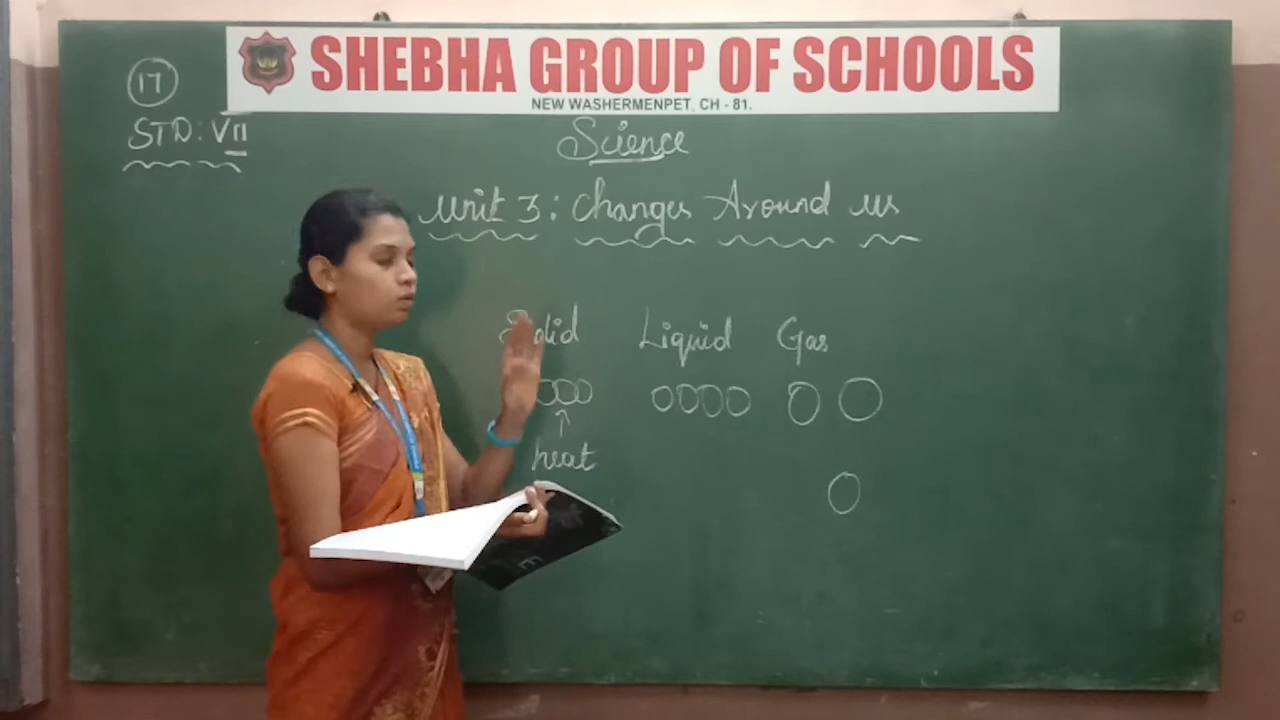 SHEBHA GROUP OF SCHOOLS
NEW WASHERMENPET, CH - 81.
17
STD: VII
Science
Unit 3: Changes Around us
Solid Liquid Gas
heat